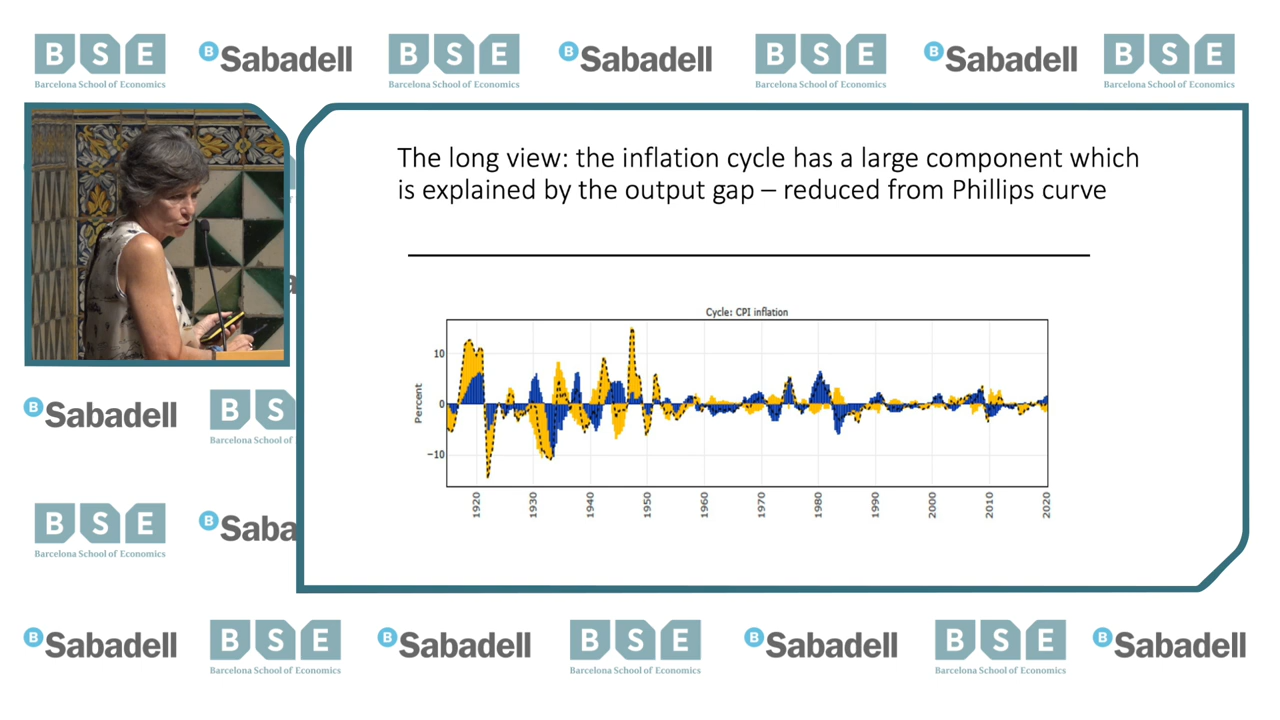 BSE Sabadell BSE Sabadell BSE Sabadell BSE
Barcelona School of Economics Barcelona School of Economics Barcelona School of Economics Barcelona School of Economics
The long view: the inflation cycle has a large component which
is explained by the output gap – reduced from Phillips curve
Cycle: CPI inflation
Percent
10
0
−10
1920 1930 1940 1950 1960 1970 1980 1990 2000 2010 2020
Sabadell BS
Barcelona School of
BSE Saba
Barcelona School of Economics
Sabadell BSE Sabadell BSE Sabadell BSE Sabadell
Barcelona School of Economics Barcelona School of Economics Barcelona School of Economics